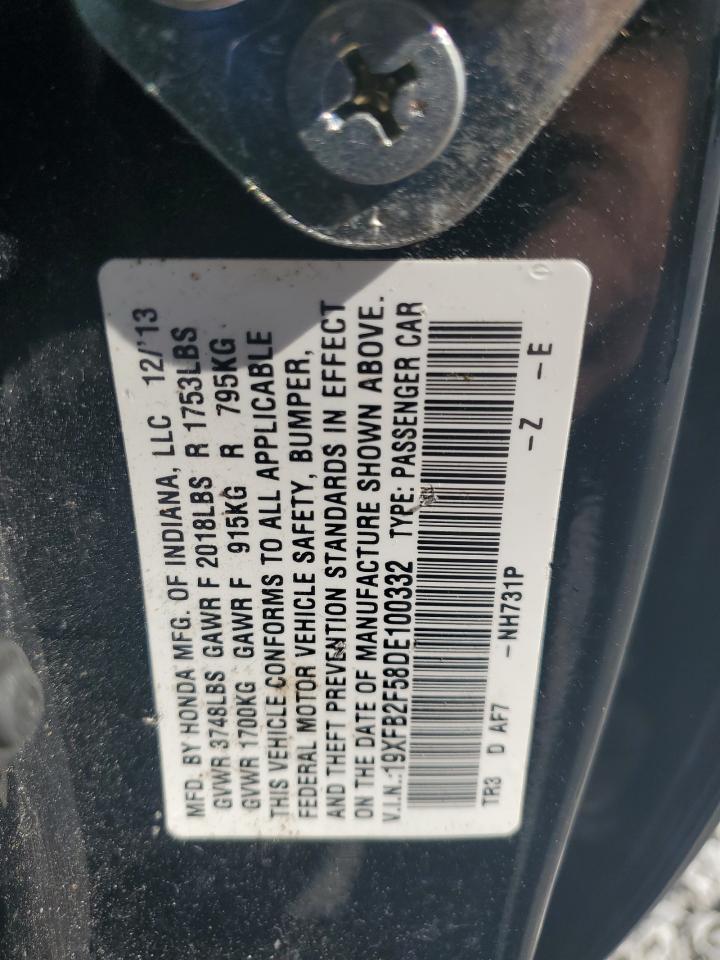 MFD. BY HONDA MFG. OF INDIANA, LLC 12/'13
GVWR 3748LBS GAWR F 2018LBS R 1753LBS
GVWR 1700KG GAWR F 915KG R 795KG
THIS VEHICLE CONFORMS TO ALL APPLICABLE
FEDERAL MOTOR VEHICLE SAFETY, BUMPER,
AND THEFT PREVENTION STANDARDS IN EFFECT
ON THE DATE OF MANUFACTURE SHOWN ABOVE.
V.I.N.:19XFB2F58DE100332 TYPE: PASSENGER CAR
TR3 D AF7 -NH731P -Z -E